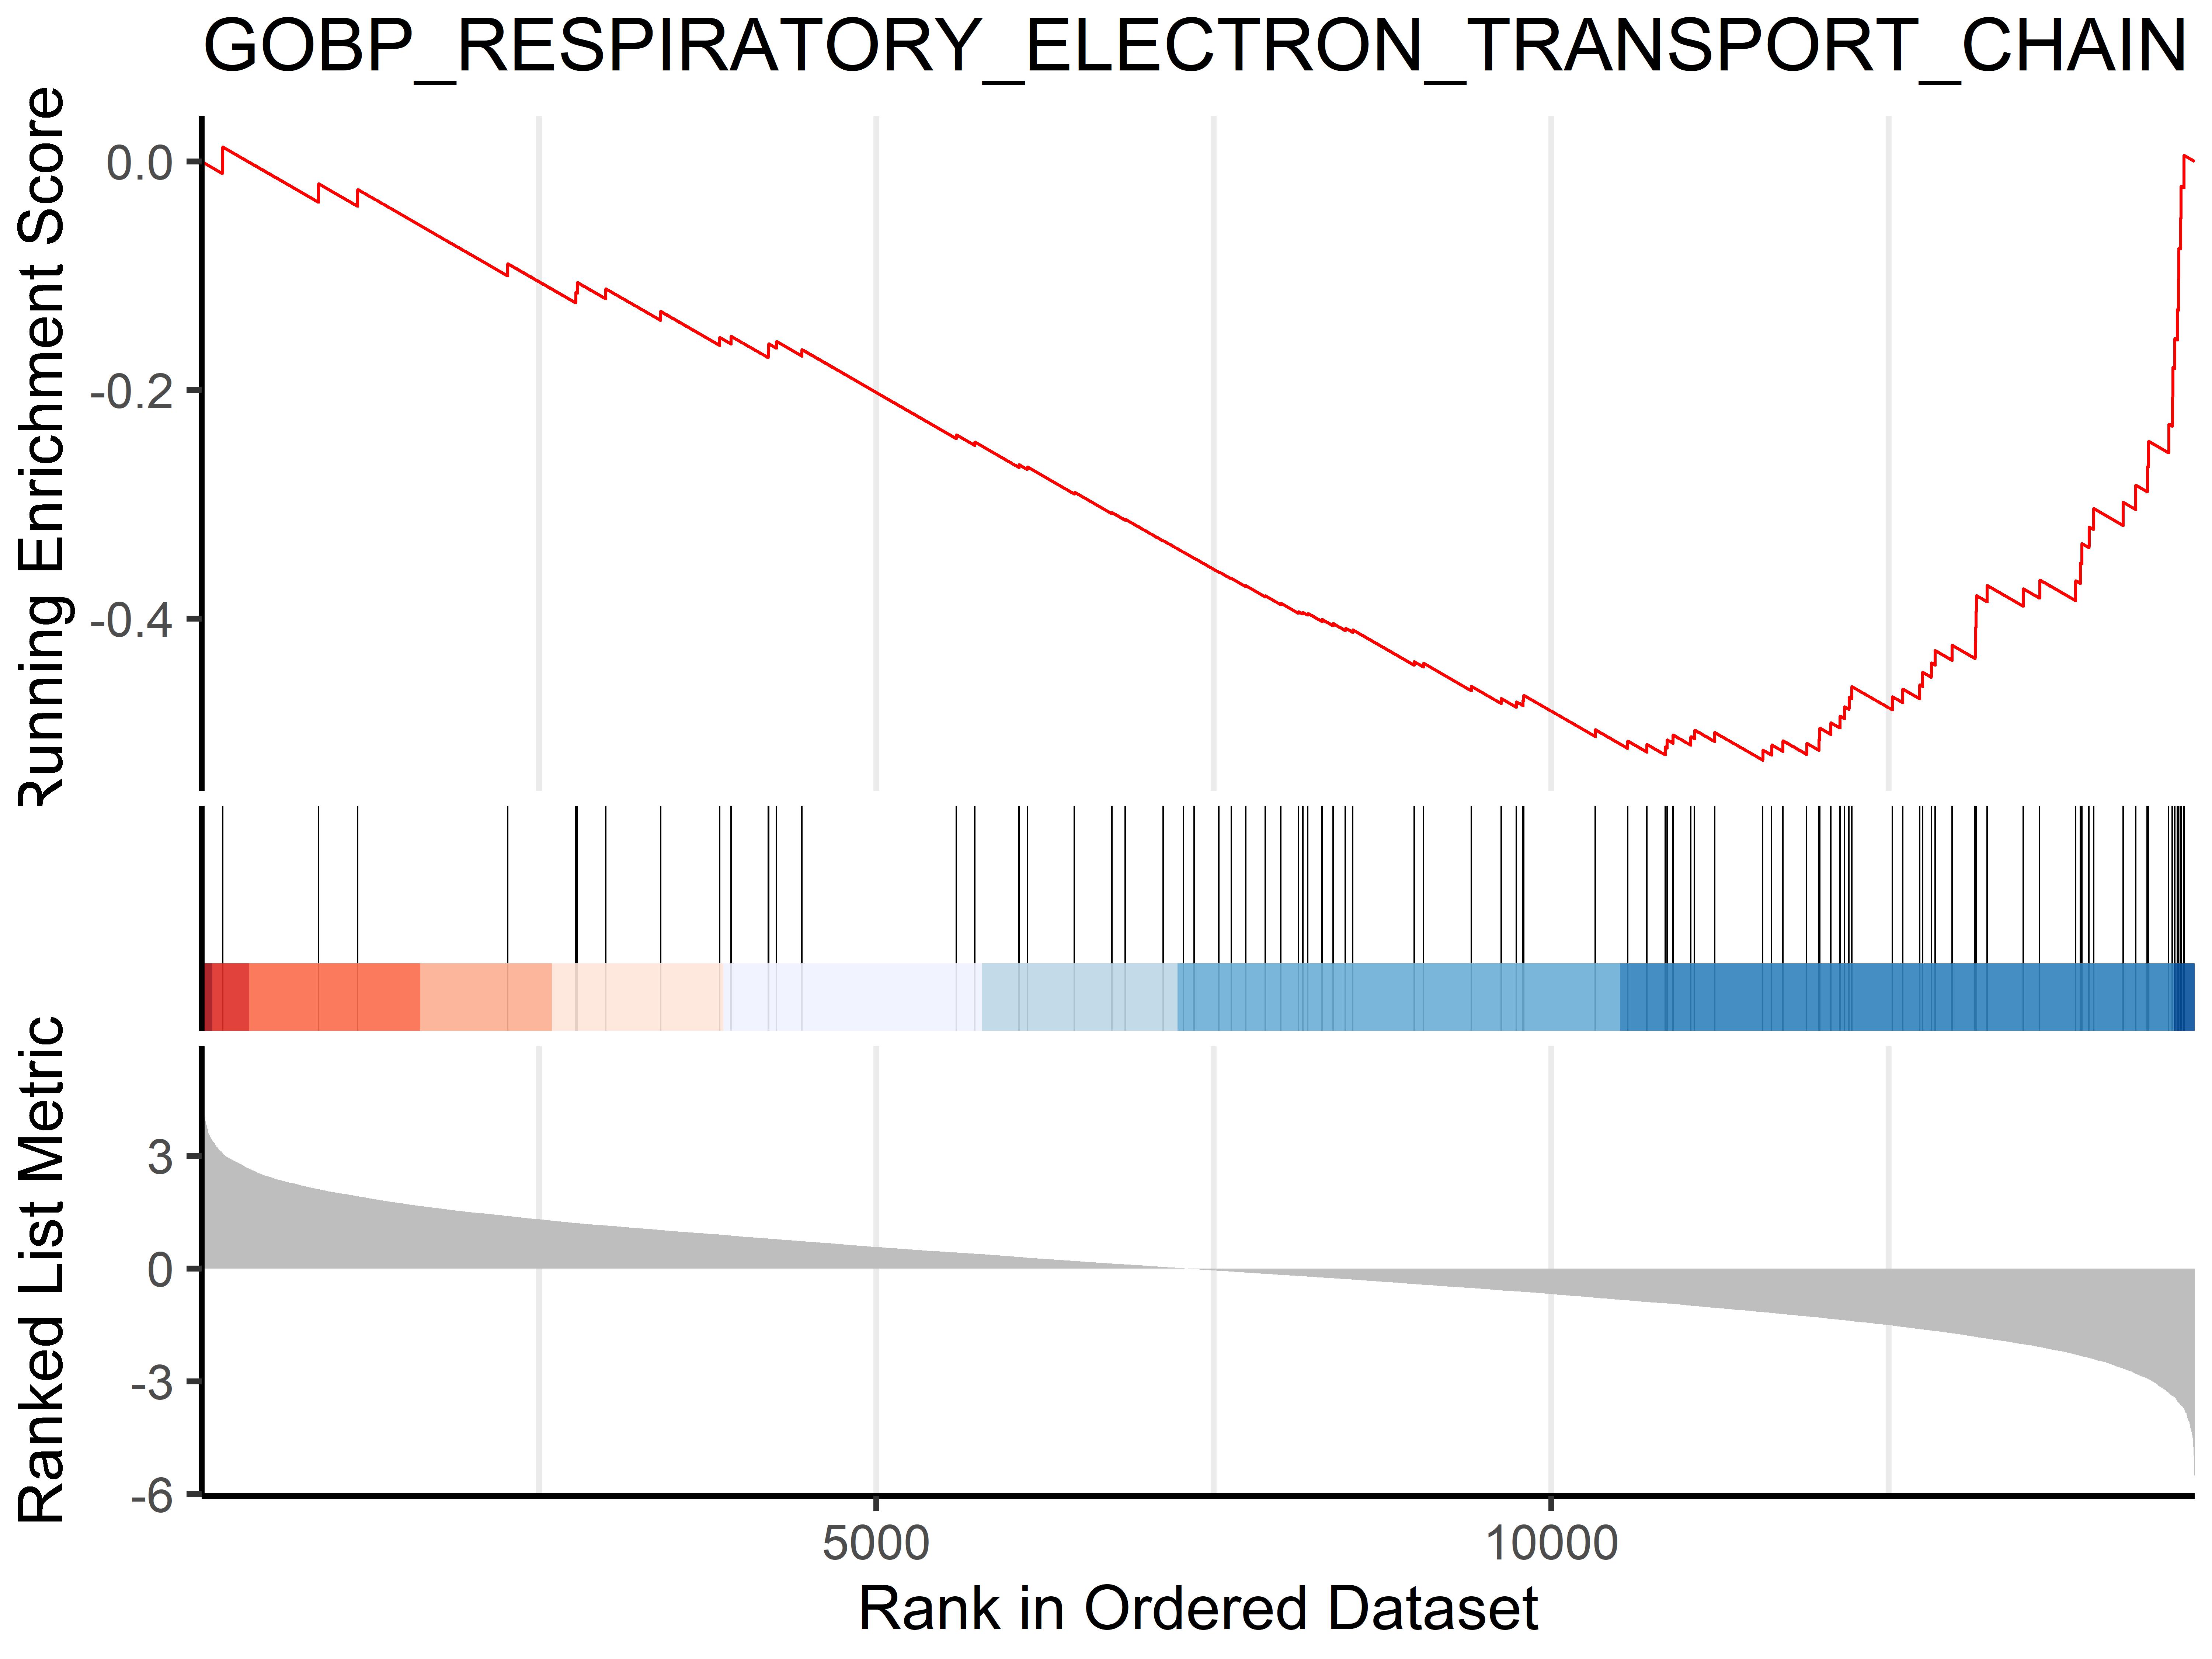 GOBP_RESPIRATORY_ELECTRON_TRANSPORT_CHAIN
Running Enrichment Score
0.0
-0.2
-0.4
Ranked List Metric
3
0
-3
-6
5000 10000
Rank in Ordered Dataset